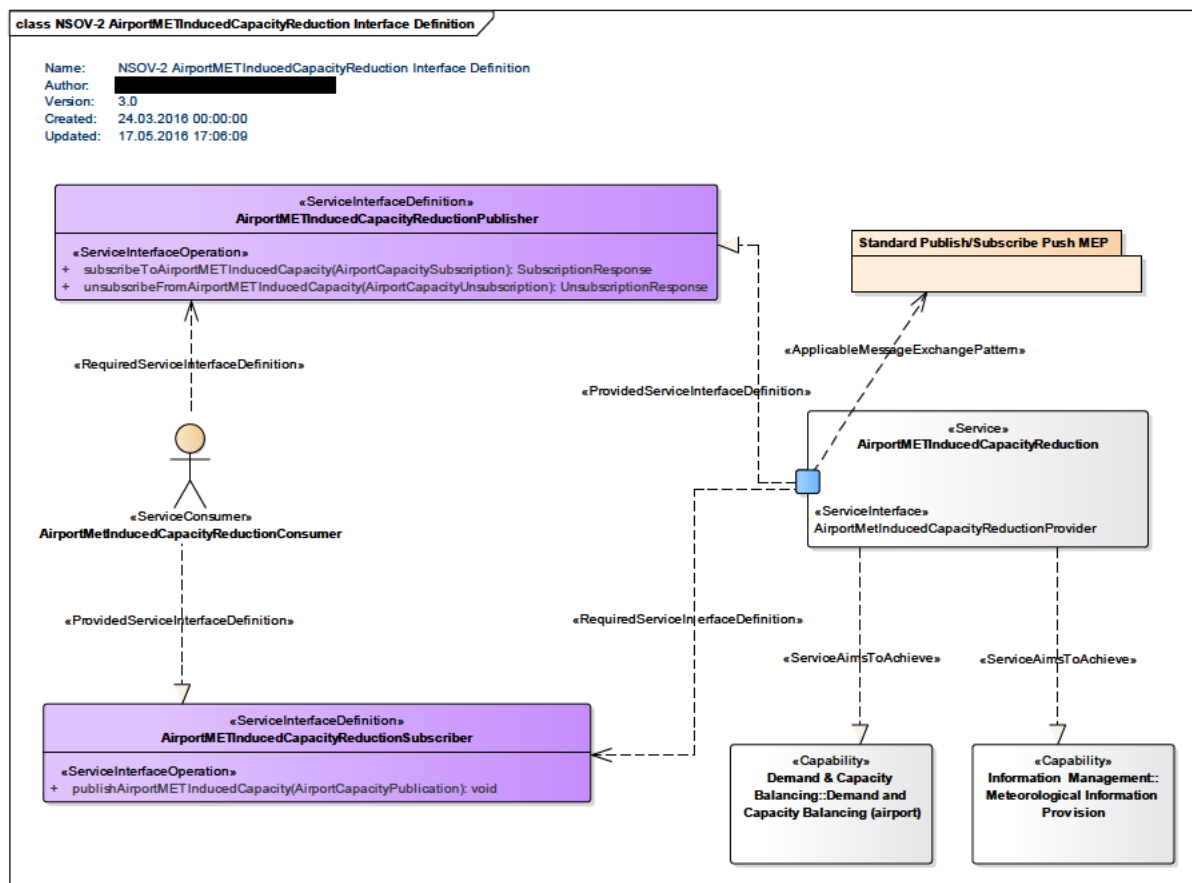 class NSOV-2 AirportMETInducedCapacityReduction Interface Definition
Name: NSOV-2 AirportMETInducedCapacityReduction Interface Definition
Author:
Version: 3.0
Created: 24.03.2016 00:00:00
Updated: 17.05.2016 17:06:09
«ServiceInterfaceDefinition»
AirportMETInducedCapacityReductionPublisher
«ServiceInterfaceOperation»
+ subscribeToAirportMETInducedCapacity(AirportCapacitySubscription): SubscriptionResponse
+ unsubscribeFromAirportMETInducedCapacity(AirportCapacityUnsubscription): UnsubscriptionResponse
Standard Publish/Subscribe Push MEP
«ApplicableMessageExchangePattern»
«RequiredServiceInterfaceDefinition»
«ProvidedServiceInterfaceDefinition»
«Service»
AirportMETInducedCapacityReduction
«ServiceInterface»
AirportMetInducedCapacityReductionProvider
«ServiceConsumer»
AirportMetInducedCapacityReductionConsumer
«ProvidedServiceInterfaceDefinition»
«RequiredServiceInterfaceDefinition»
«ServiceAimsToAchieve»
«ServiceAimsToAchieve»
«ServiceInterfaceDefinition»
AirportMETInducedCapacityReductionSubscriber
«ServiceInterfaceOperation»
+ publishAirportMETInducedCapacity(AirportCapacityPublication): void
«Capability»
Demand & Capacity
Balancing::Demand and
Capacity Balancing (airport)
«Capability»
Information Management::
Meteorological Information
Provision